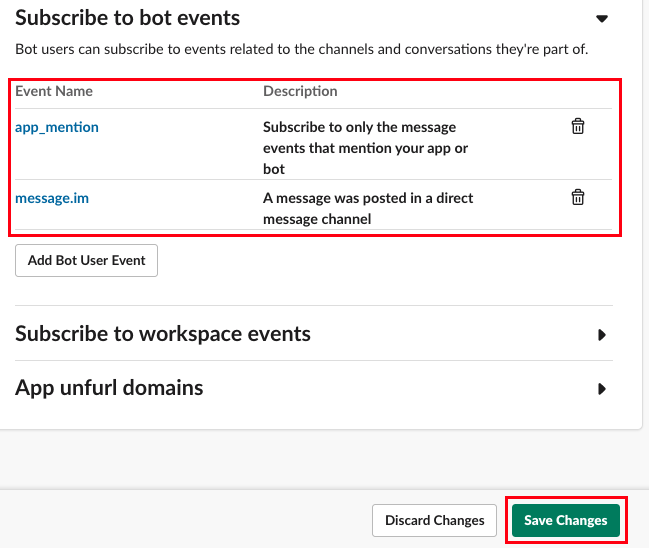 Subscribe to bot events
Bot users can subscribe to events related to the channels and conversations they're part of.
Event Name Description
app_mention Subscribe to only the message
events that mention your app or
bot
message.im A message was posted in a direct
message channel
Add Bot User Event
Subscribe to workspace events
App unfurl domains
Discard Changes Save Changes